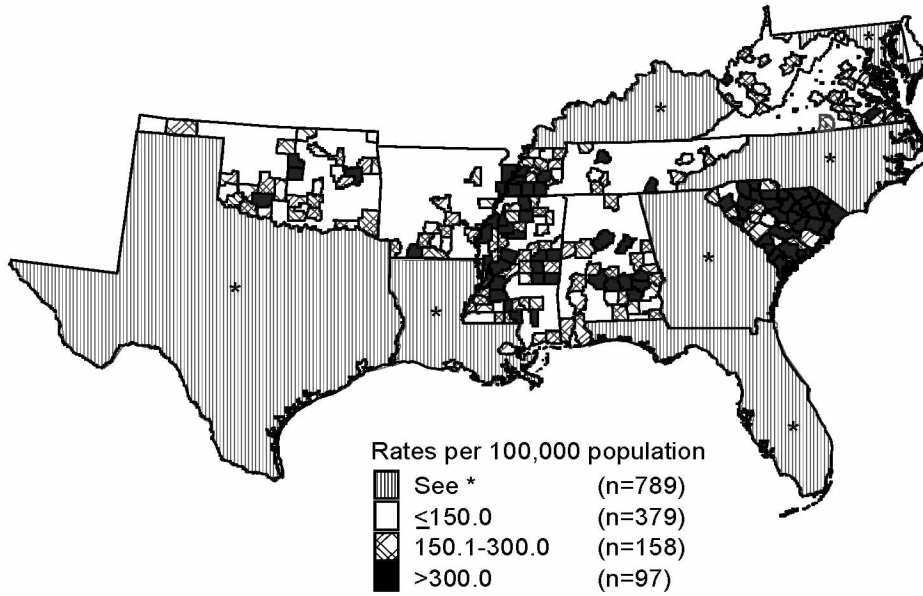 *
*
*
*
*
*
*
Rates per 100,000 population
See * (n=789)
≤150.0 (n=379)
150.1-300.0 (n=158)
>300.0 (n=97)